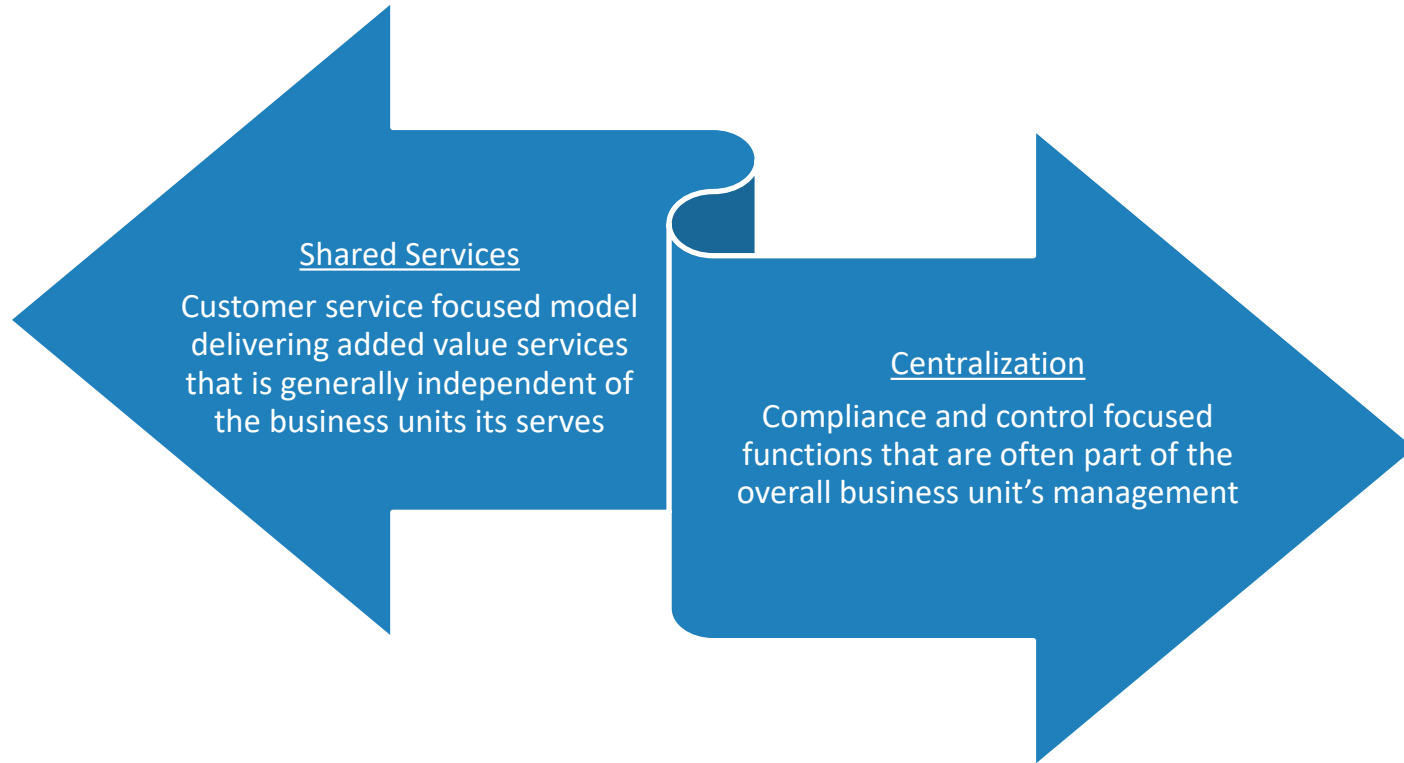 Shared Services
Customer service focused model
delivering added value services
that is generally independent of
the business units its serves
Centralization
Compliance and control focused
functions that are often part of the
overall business unit’s management